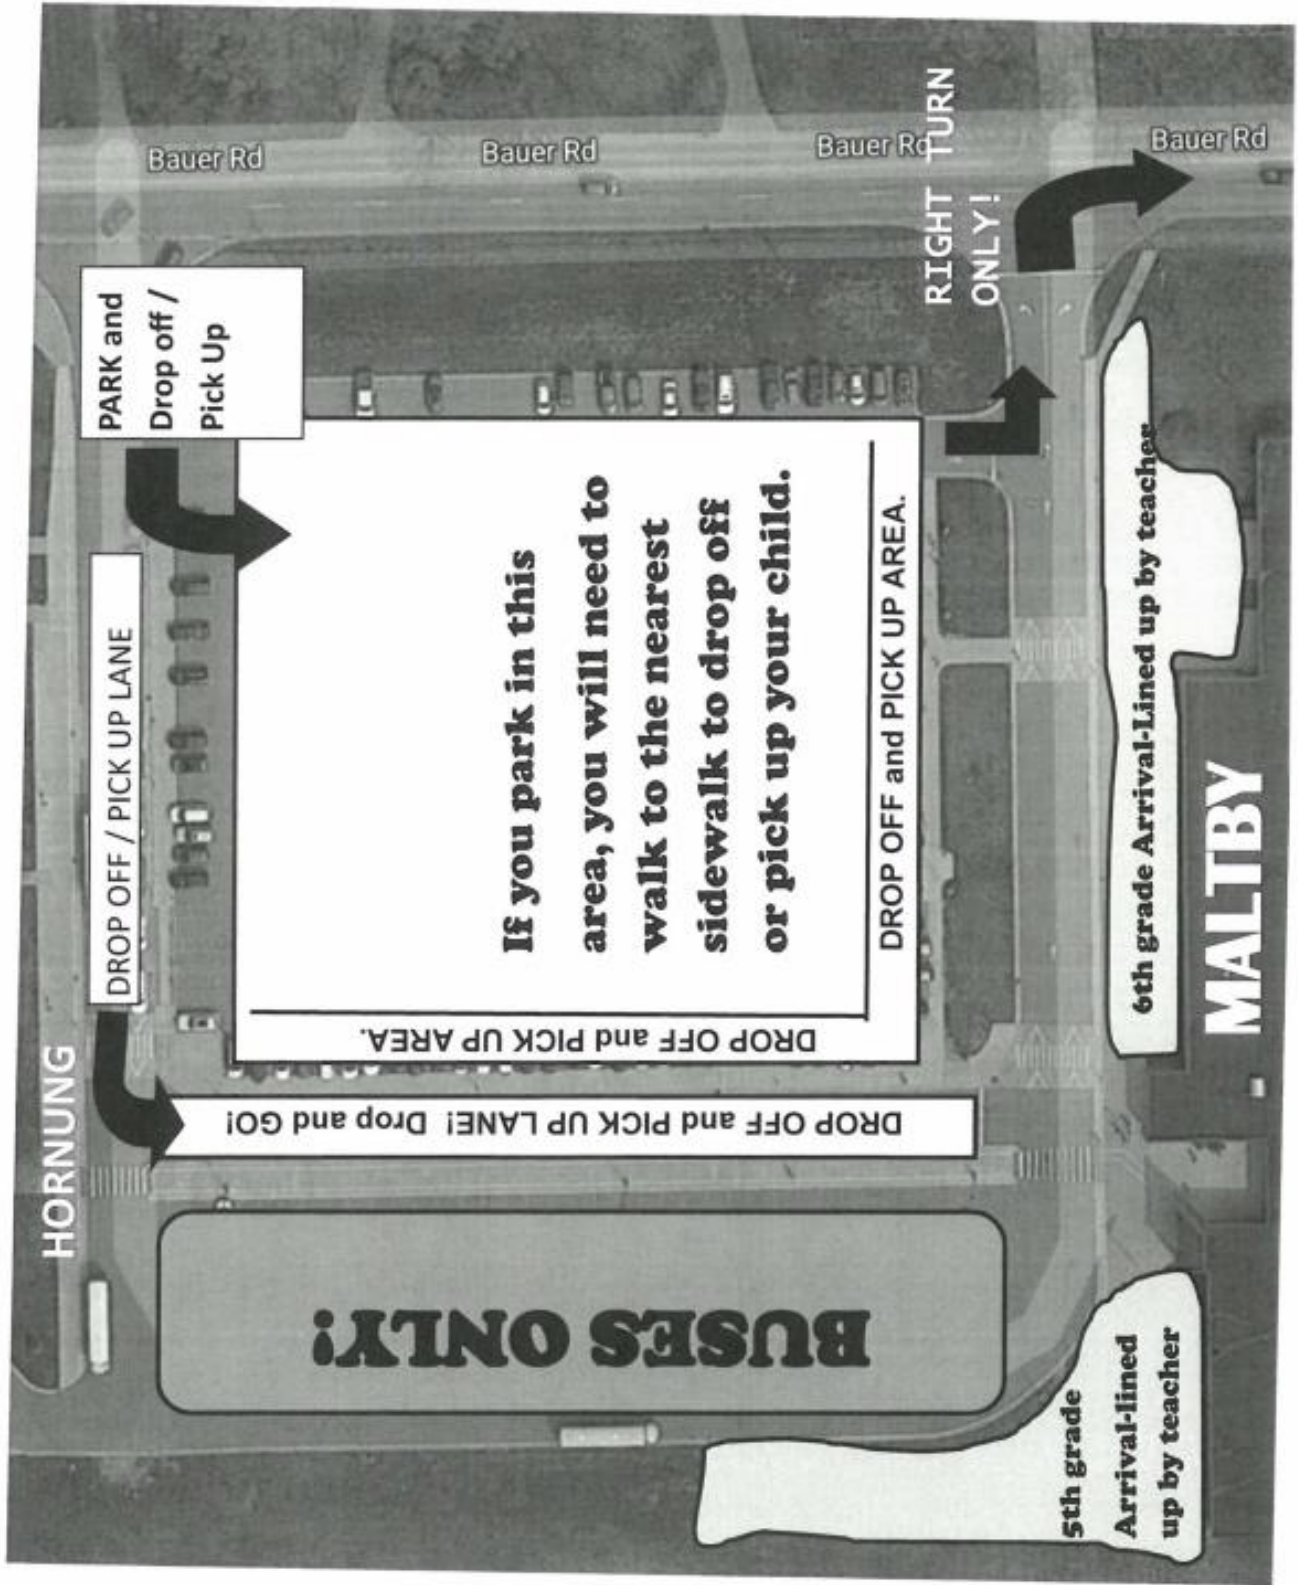 Bauer Rd
Bauer Rd
Bauer Rd
Bauer Rd
RIGHT TURN
ONLY!
PARK and
Drop off /
Pick Up
DROP OFF / PICK UP LANE
HORNUNG
If you park in this
area, you will need to
walk to the nearest
sidewalk to drop off
or pick up your child.
DROP OFF and PICK UP AREA.
DROP OFF and PICK UP AREA.
DROP OFF and PICK UP LANE! Drop and GO!
BUSES ONLY!
6th grade Arrival-Lined up by teacher
MALTBY
5th grade
Arrival-lined
up by teacher